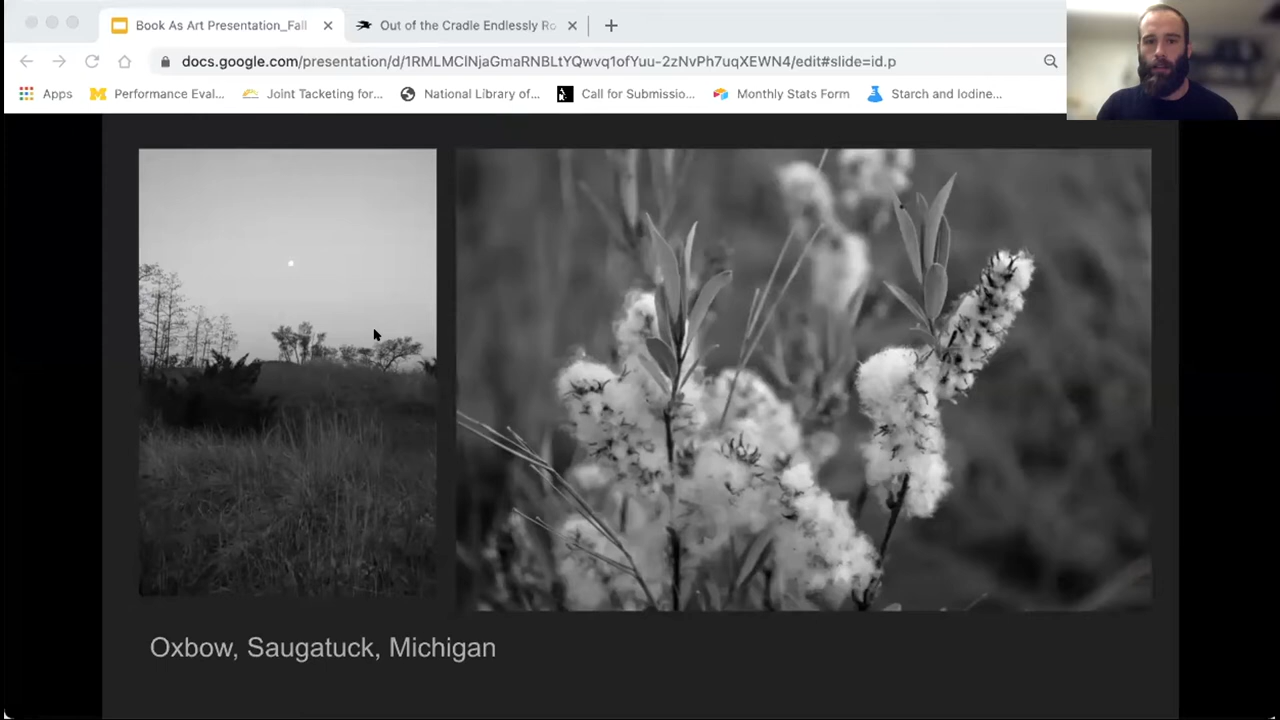 Book As Art Presentation_Fall
Out of the Cradle Endlessly Ro
docs.google.com/presentation/d/1RMLMClNjaGmaRNBLtYQwvq1ofYuu-2zNvPh7uqXEWN4/edit#slide=id.p
Apps
Performance Eval...
Joint Tacketing for...
National Library of...
Call for Submissio...
Monthly Stats Form
Starch and Iodine...
Oxbow, Saugatuck, Michigan